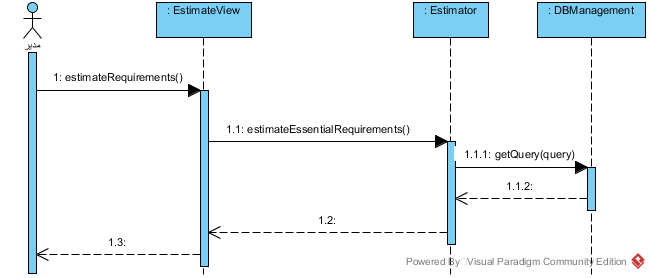 : EstimateView
: Estimator
: DBManagement
مدیر
1: estimateRequirements()
1.1: estimateEssentialRequirements()
1.1.1: getQuery(query)
1.1.2:
1.2:
1.3:
Powered By Visual Paradigm Community Edition